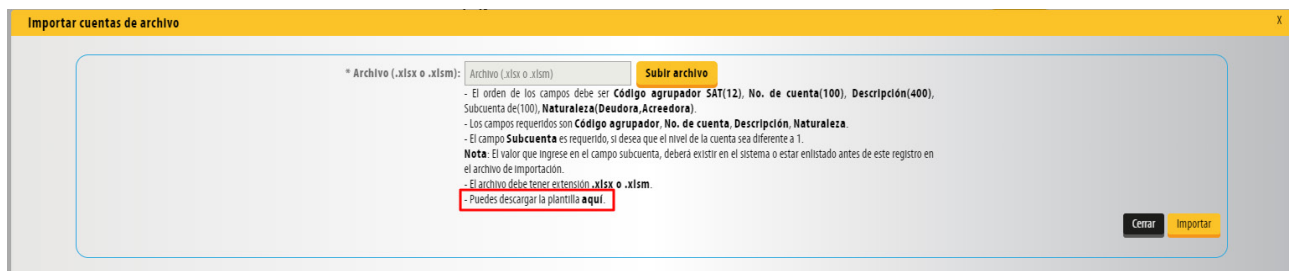 Importar cuentas de archivo
X
* Archivo (.xlsx o .xlsm): Archivo (.xlsx o .xlsm) Subir archivo
- El orden de los campos debe ser Código agrupador SAT(12), No. de cuenta(100), Descripción(400),
Subcuenta de(100), Naturaleza(Deudora,Acreedora).
- Los campos requeridos son Código agrupador, No. de cuenta, Descripción, Naturaleza.
- El campo Subcuenta es requerido, si desea que el nivel de la cuenta sea diferente a 1.
Nota: El valor que ingrese en el campo subcuenta, deberá existir en el sistema o estar enlistado antes de este registro en
el archivo de importación.
- El archivo debe tener extensión .xlsx o .xlsm.
- Puedes descargar la plantilla aquí.
Cerrar Importar